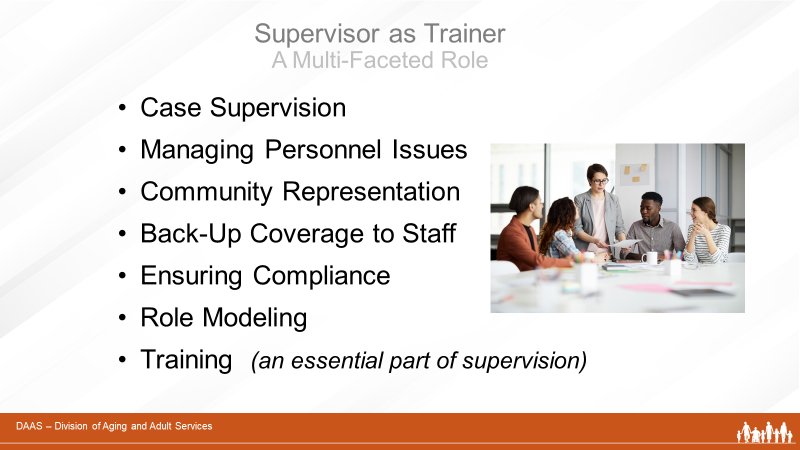 Supervisor as Trainer
A Multi-Faceted Role
• Case Supervision
• Managing Personnel Issues
• Community Representation
• Back-Up Coverage to Staff
• Ensuring Compliance
• Role Modeling
• Training (an essential part of supervision)
DAAS – Division of Aging and Adult Services